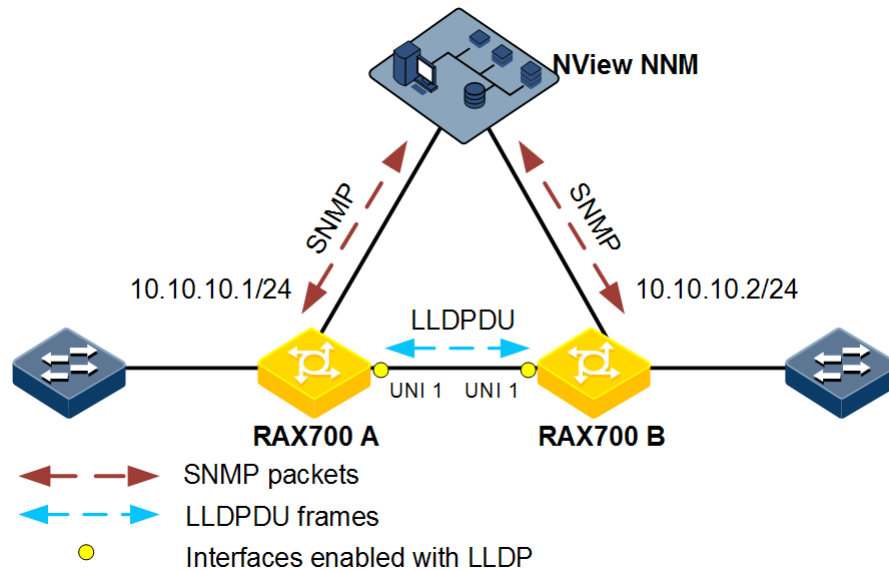 NView NNM
SNMP
SNMP
10.10.10.1/24
10.10.10.2/24
LLDPDU
UNI 1
UNI 1
RAX700 A
RAX700 B
SNMP packets
LLDPDU frames
Interfaces enabled with LLDP